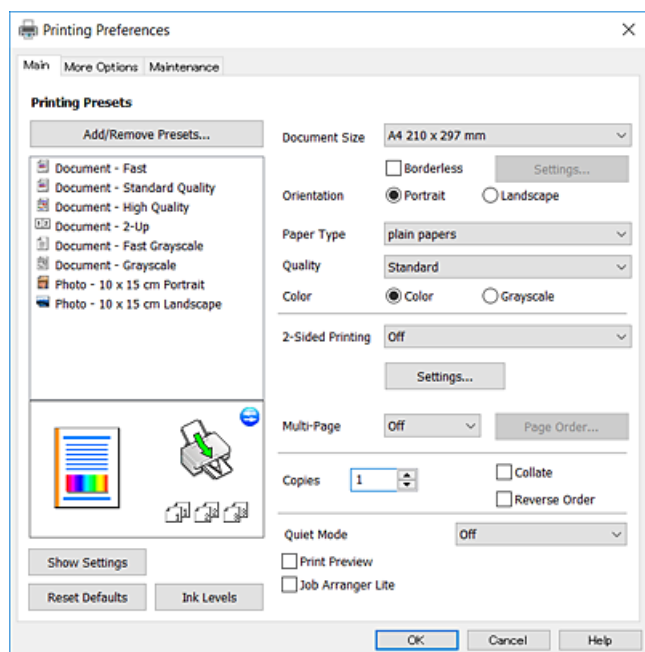 Printing Preferences
Main
More Options
Maintenance
Printing Presets
Add/Remove Presets...
Document - Fast
Document - Standard Quality
Document - High Quality
Document - 2-Up
Document - Fast Grayscale
Document - Grayscale
Photo - 10 x 15 cm Portrait
Photo - 10 x 15 cm Landscape
Show Settings
Reset Defaults
Ink Levels
Document Size
A4 210 x 297 mm
Borderless
Settings...
Orientation
Portrait
Landscape
Paper Type
plain papers
Quality
Standard
Color
Color
Grayscale
2-Sided Printing
Off
Settings...
Multi-Page
Off
Page Order...
Copies
1
Collate
Reverse Order
Quiet Mode
Off
Print Preview
Job Arranger Lite
OK
Cancel
Help